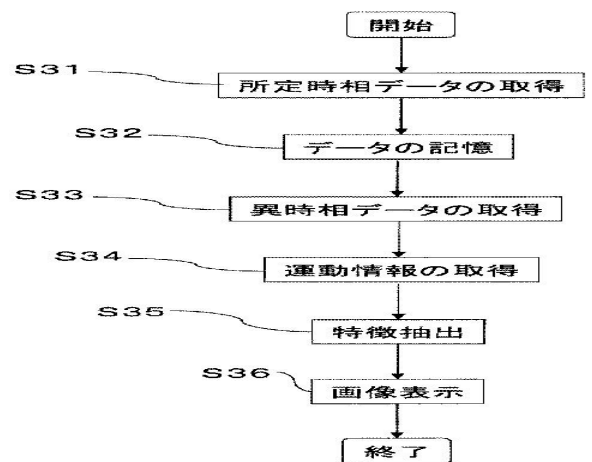 開始
S31
所定時相データの取得
S32
データの記憶
S33
異時相データの取得
S34
運動情報の取得
S35
特徴抽出
S36
画像表示
終了